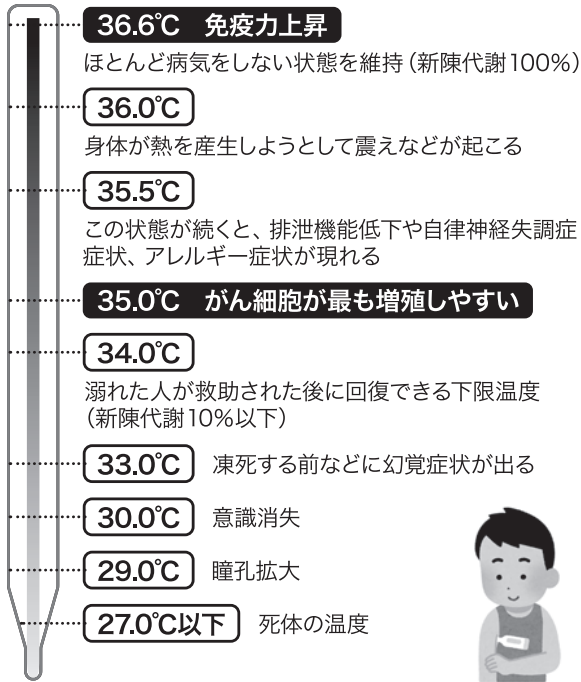 36.6℃ 免疫力上昇
ほとんど病気をしない状態を維持（新陳代謝100％）
36.0℃
身体が熱を産生しようとして震えなどが起こる
35.5℃
この状態が続くと、排泄機能低下や自律神経失調症
症状、アレルギー症状が現れる
35.0℃ がん細胞が最も増殖しやすい
34.0℃
溺れた人が救助された後に回復できる下限温度
（新陳代謝10％以下）
33.0℃ 凍死する前などに幻覚症状が出る
30.0℃ 意識消失
29.0℃ 瞳孔拡大
27.0℃以下 死体の温度